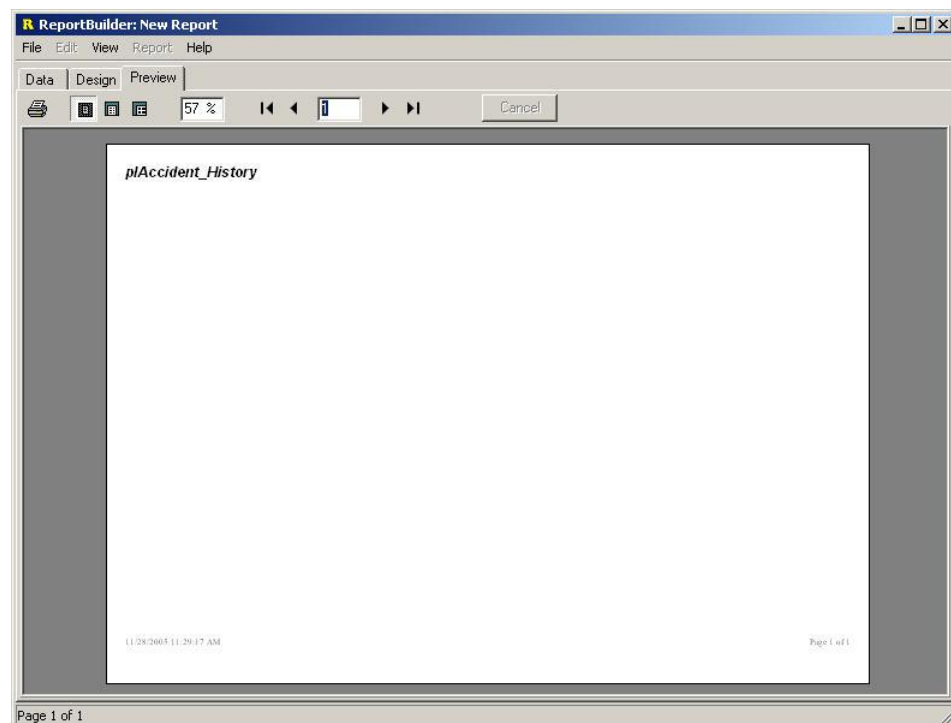 R ReportBuilder: New Report
File Edit View Report Help
Data Design Preview
57 % 1 Cancel
plAccident_History
11/28/2005 11:29:17 AM Page 1 of 1
Page 1 of 1